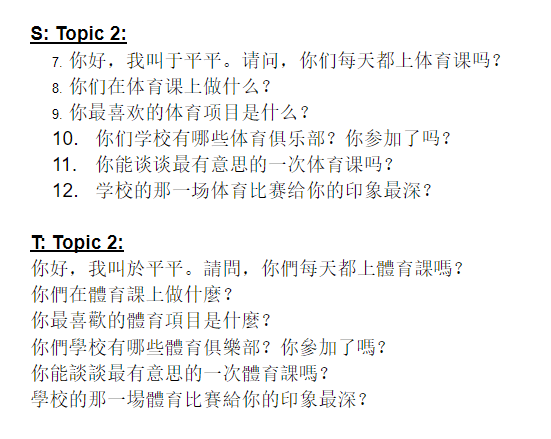 S: Topic 2:
7. 你好，我叫于平平。请问，你们每天都上体育课吗？
8. 你们在体育课上做什么？
9. 你最喜欢的体育项目是什么？
10. 你们学校有哪些体育俱乐部？你参加了吗？
11. 你能谈谈最有意思的一次体育课吗？
12. 学校的那一场体育比赛给你的印象最深？
T: Topic 2:
你好，我叫於平平。請問，你們每天都上體育課嗎？
你們在體育課上做什麼？
你最喜歡的體育項目是什麼？
你們學校有哪些體育俱樂部？你參加了嗎？
你能談談最有意思的一次體育課嗎？
學校的那一場體育比賽給你的印象最深？